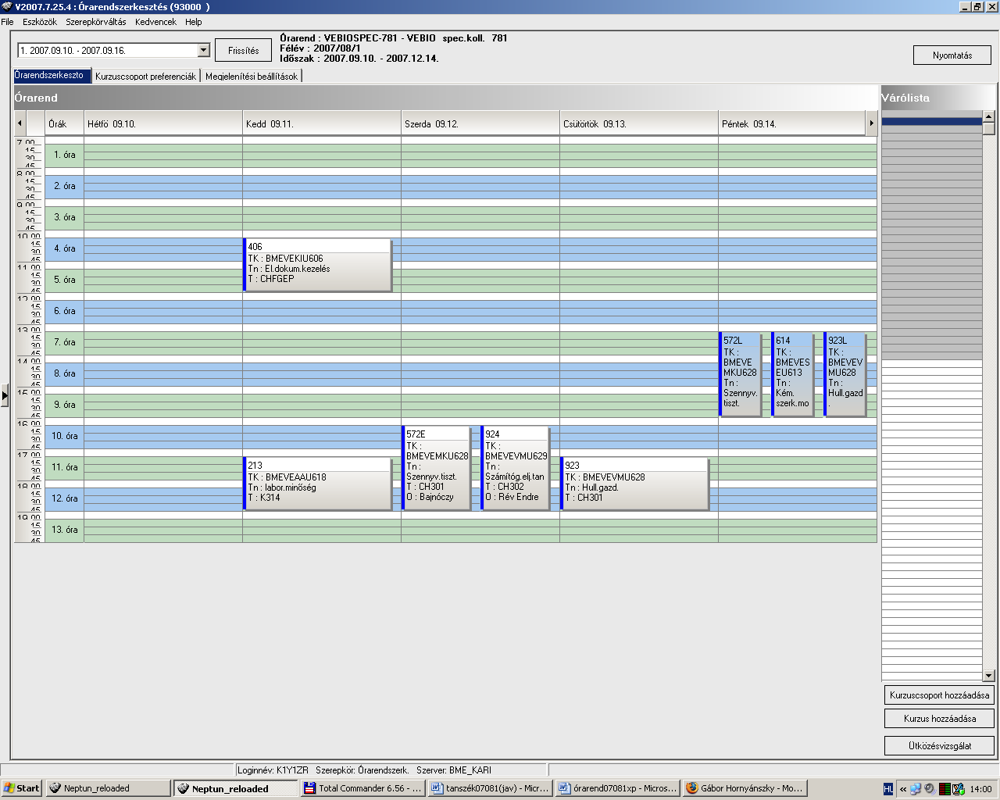 V2007.7.25.4 : Órarendszerkesztés (93000  )
File Eszközök Szerepkörváltás Kedvencek Help
1. 2007.09.10. - 2007.09.16.
Frissítés
Órarend : VEBIOSPEC-781 - VEBIO  spec.koll.  781
Félév : 2007/08/1
Időszak : 2007.09.10. - 2007.12.14.
Nyomtatás
Órarendszerkeszto Kurzuscsoport preferenciák Megjelenítési beállítások
Órarend
Várólista
Órák Hétfő 09.10. Kedd 09.11. Szerda 09.12. Csütörtök 09.13. Péntek 09.14.
7 00
15
30
45
1. óra
8 00
15
30
45
2. óra
9 00
15
30
45
3. óra
10 00
15
30
45
4. óra
11 00
15
30
45
5. óra
12 00
15
30
45
6. óra
13 00
15
30
45
7. óra
14 00
15
30
45
8. óra
15 00
15
30
45
9. óra
16 00
15
30
45
10. óra
17 00
15
30
45
11. óra
18 00
15
30
45
12. óra
19 00
15
30
45
13. óra
406
TK : BMEVEKIU606
Tn : El.dokum.kezelés
T : CHFGEP
213
TK : BMEVEAAU618
Tn : labor.minőség
T : K314
572E
TK :
BMEVEMKU628
Tn :
Szennyv.tiszt.
T : CH301
O : Bajnóczy
924
TK :
BMEVEVMU629
Tn :
Számítóg.elj.tan
T : CH302
O : Rév Endre
923
TK : BMEVEVMU628
Tn : Hull.gazd.
T : CH301
572L
TK :
BMEVE
MKU628
Tn :
Szennyv.
tiszt.
614
TK :
BMEVES
EU613
Tn :
Kém.
szerk.mo
923L
TK :
BMEVEV
MU628
Tn :
Hull.gazd
.
Kurzuscsoport hozzáadása
Kurzus hozzáadása
Ütközésvizsgálat
Loginnév: K1Y1ZR Szerepkör: Órarendszerk. Szerver: BME_KARI
Start
Neptun_reloaded
Neptun_reloaded
Total Commander 6.56 - ...
tanszék07081(jav) - Micr...
órarend07081xp - Micros...
Gábor Hornyánszky - Mo...
HU
«
14:00